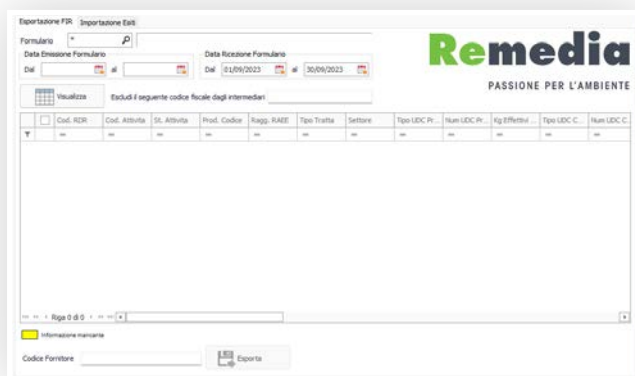 Esportazione FIR Importazione Esiti
Formulario *
Data Emissione Formulario Data Ricezione Formulario
Dal al Dal 01/09/2023 al 30/09/2023
Remedia
PASSIONE PER L'AMBIENTE
Visualizza Escludi il seguente codice fiscale dagli intermediari
Cod. RDR Cod. Attivita St. Attivita Prod. Codice Ragg. RAEE Tipo Tratta Settore Tipo UDC Pr... Num UDC Pr... Kg Effettivi ... Tipo UDC C... Num UDC C...
= = = = = = = = = = = =
Riga 0 di 0
Informazione mancante
Codice Fornitore Esporta